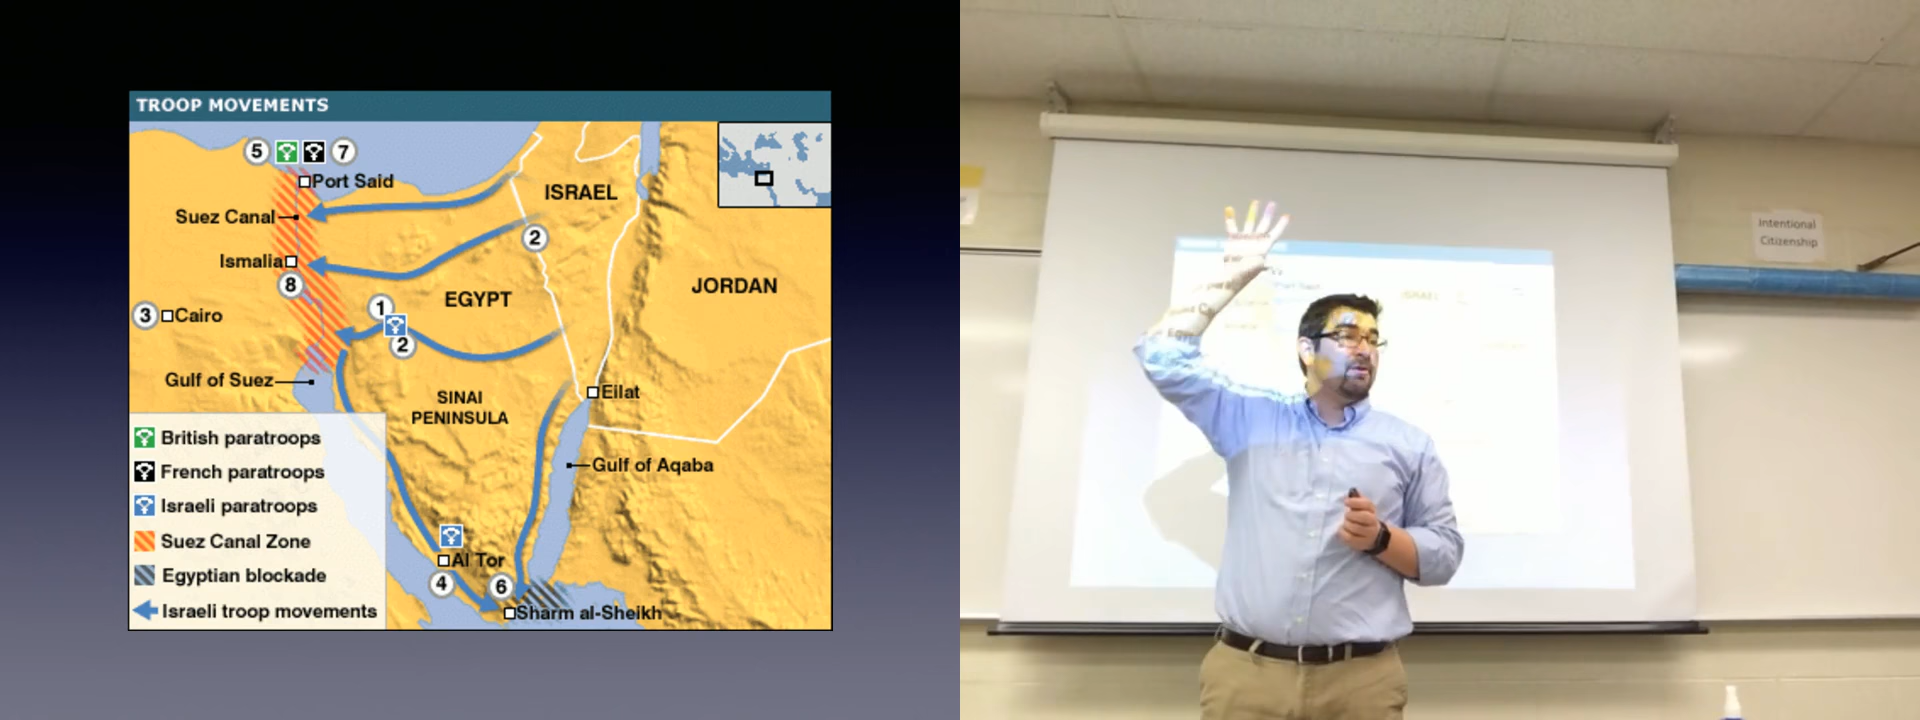 TROOP MOVEMENTS
5
7
Port Said
ISRAEL
Suez Canal
2
Ismalia
8
EGYPT
JORDAN
1
3
Cairo
2
Gulf of Suez
SINAI
PENINSULA
Eilat
Gulf of Aqaba
British paratroops
French paratroops
Israeli paratroops
Suez Canal Zone
Egyptian blockade
Israeli troop movements
Al Tor
4
6
Sharm al-Sheikh
Intentional
Citizenship